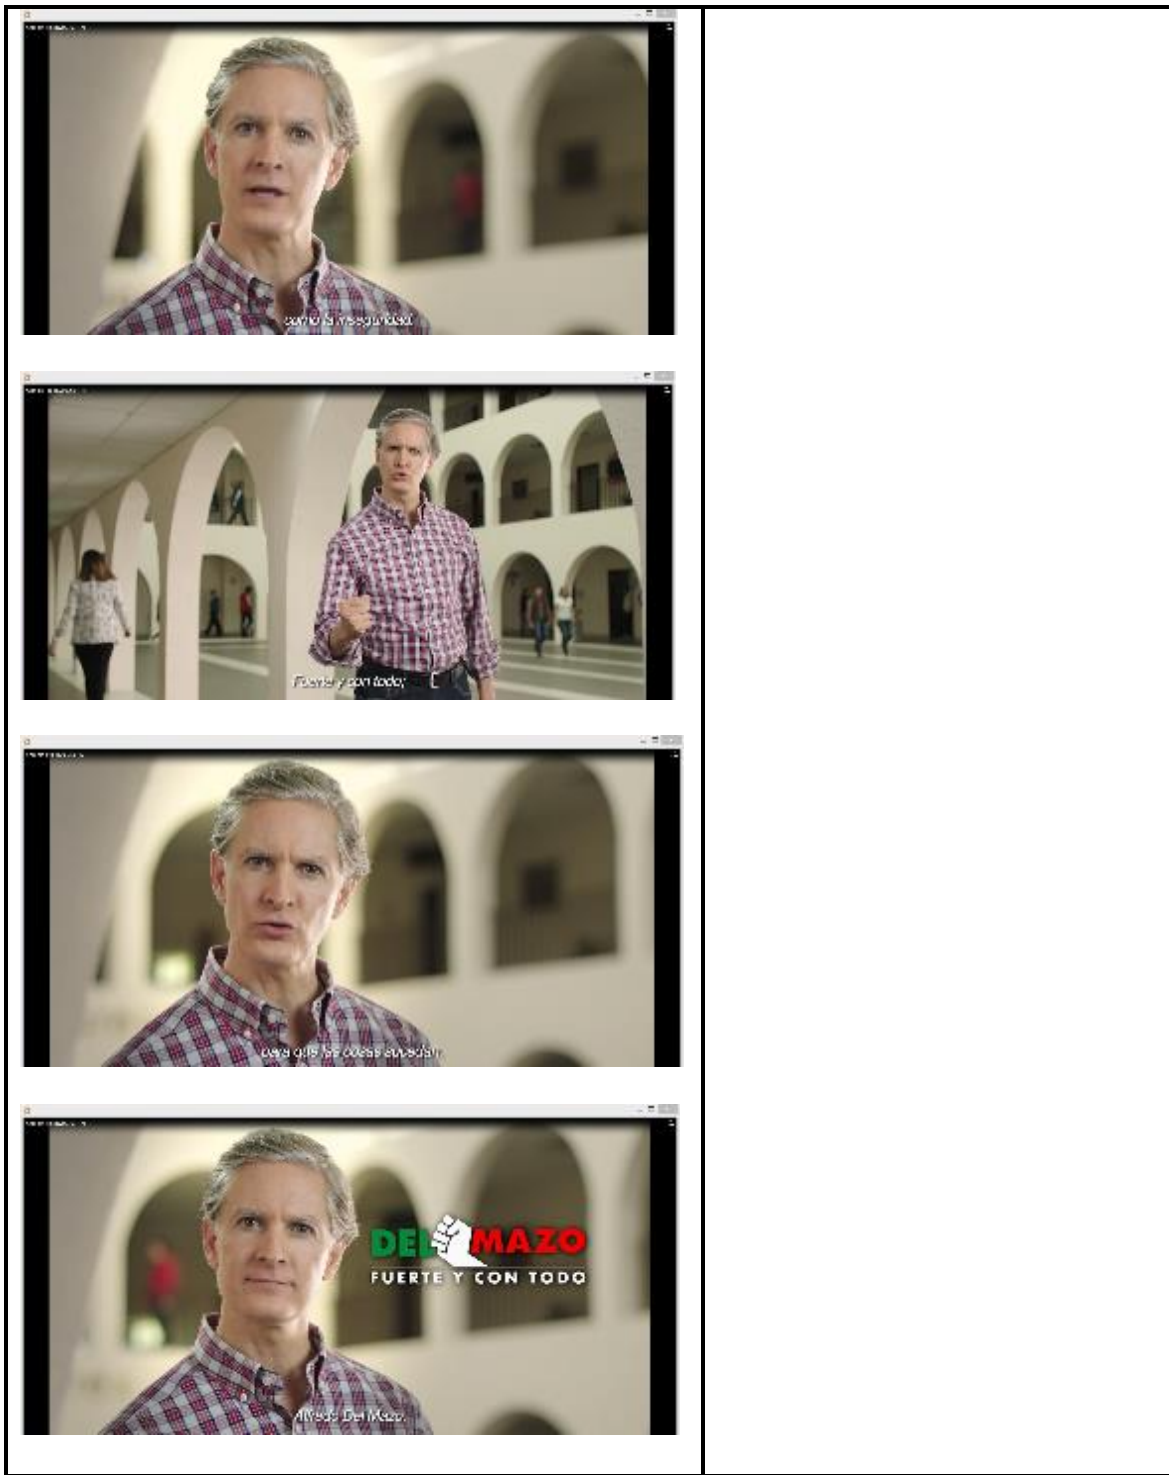 como la inseguridad.
Fuerte y con todo;
para que las cosas sucedan
DEL MAZO
FUERTE Y CON TODO
Alfredo Del Mazo.